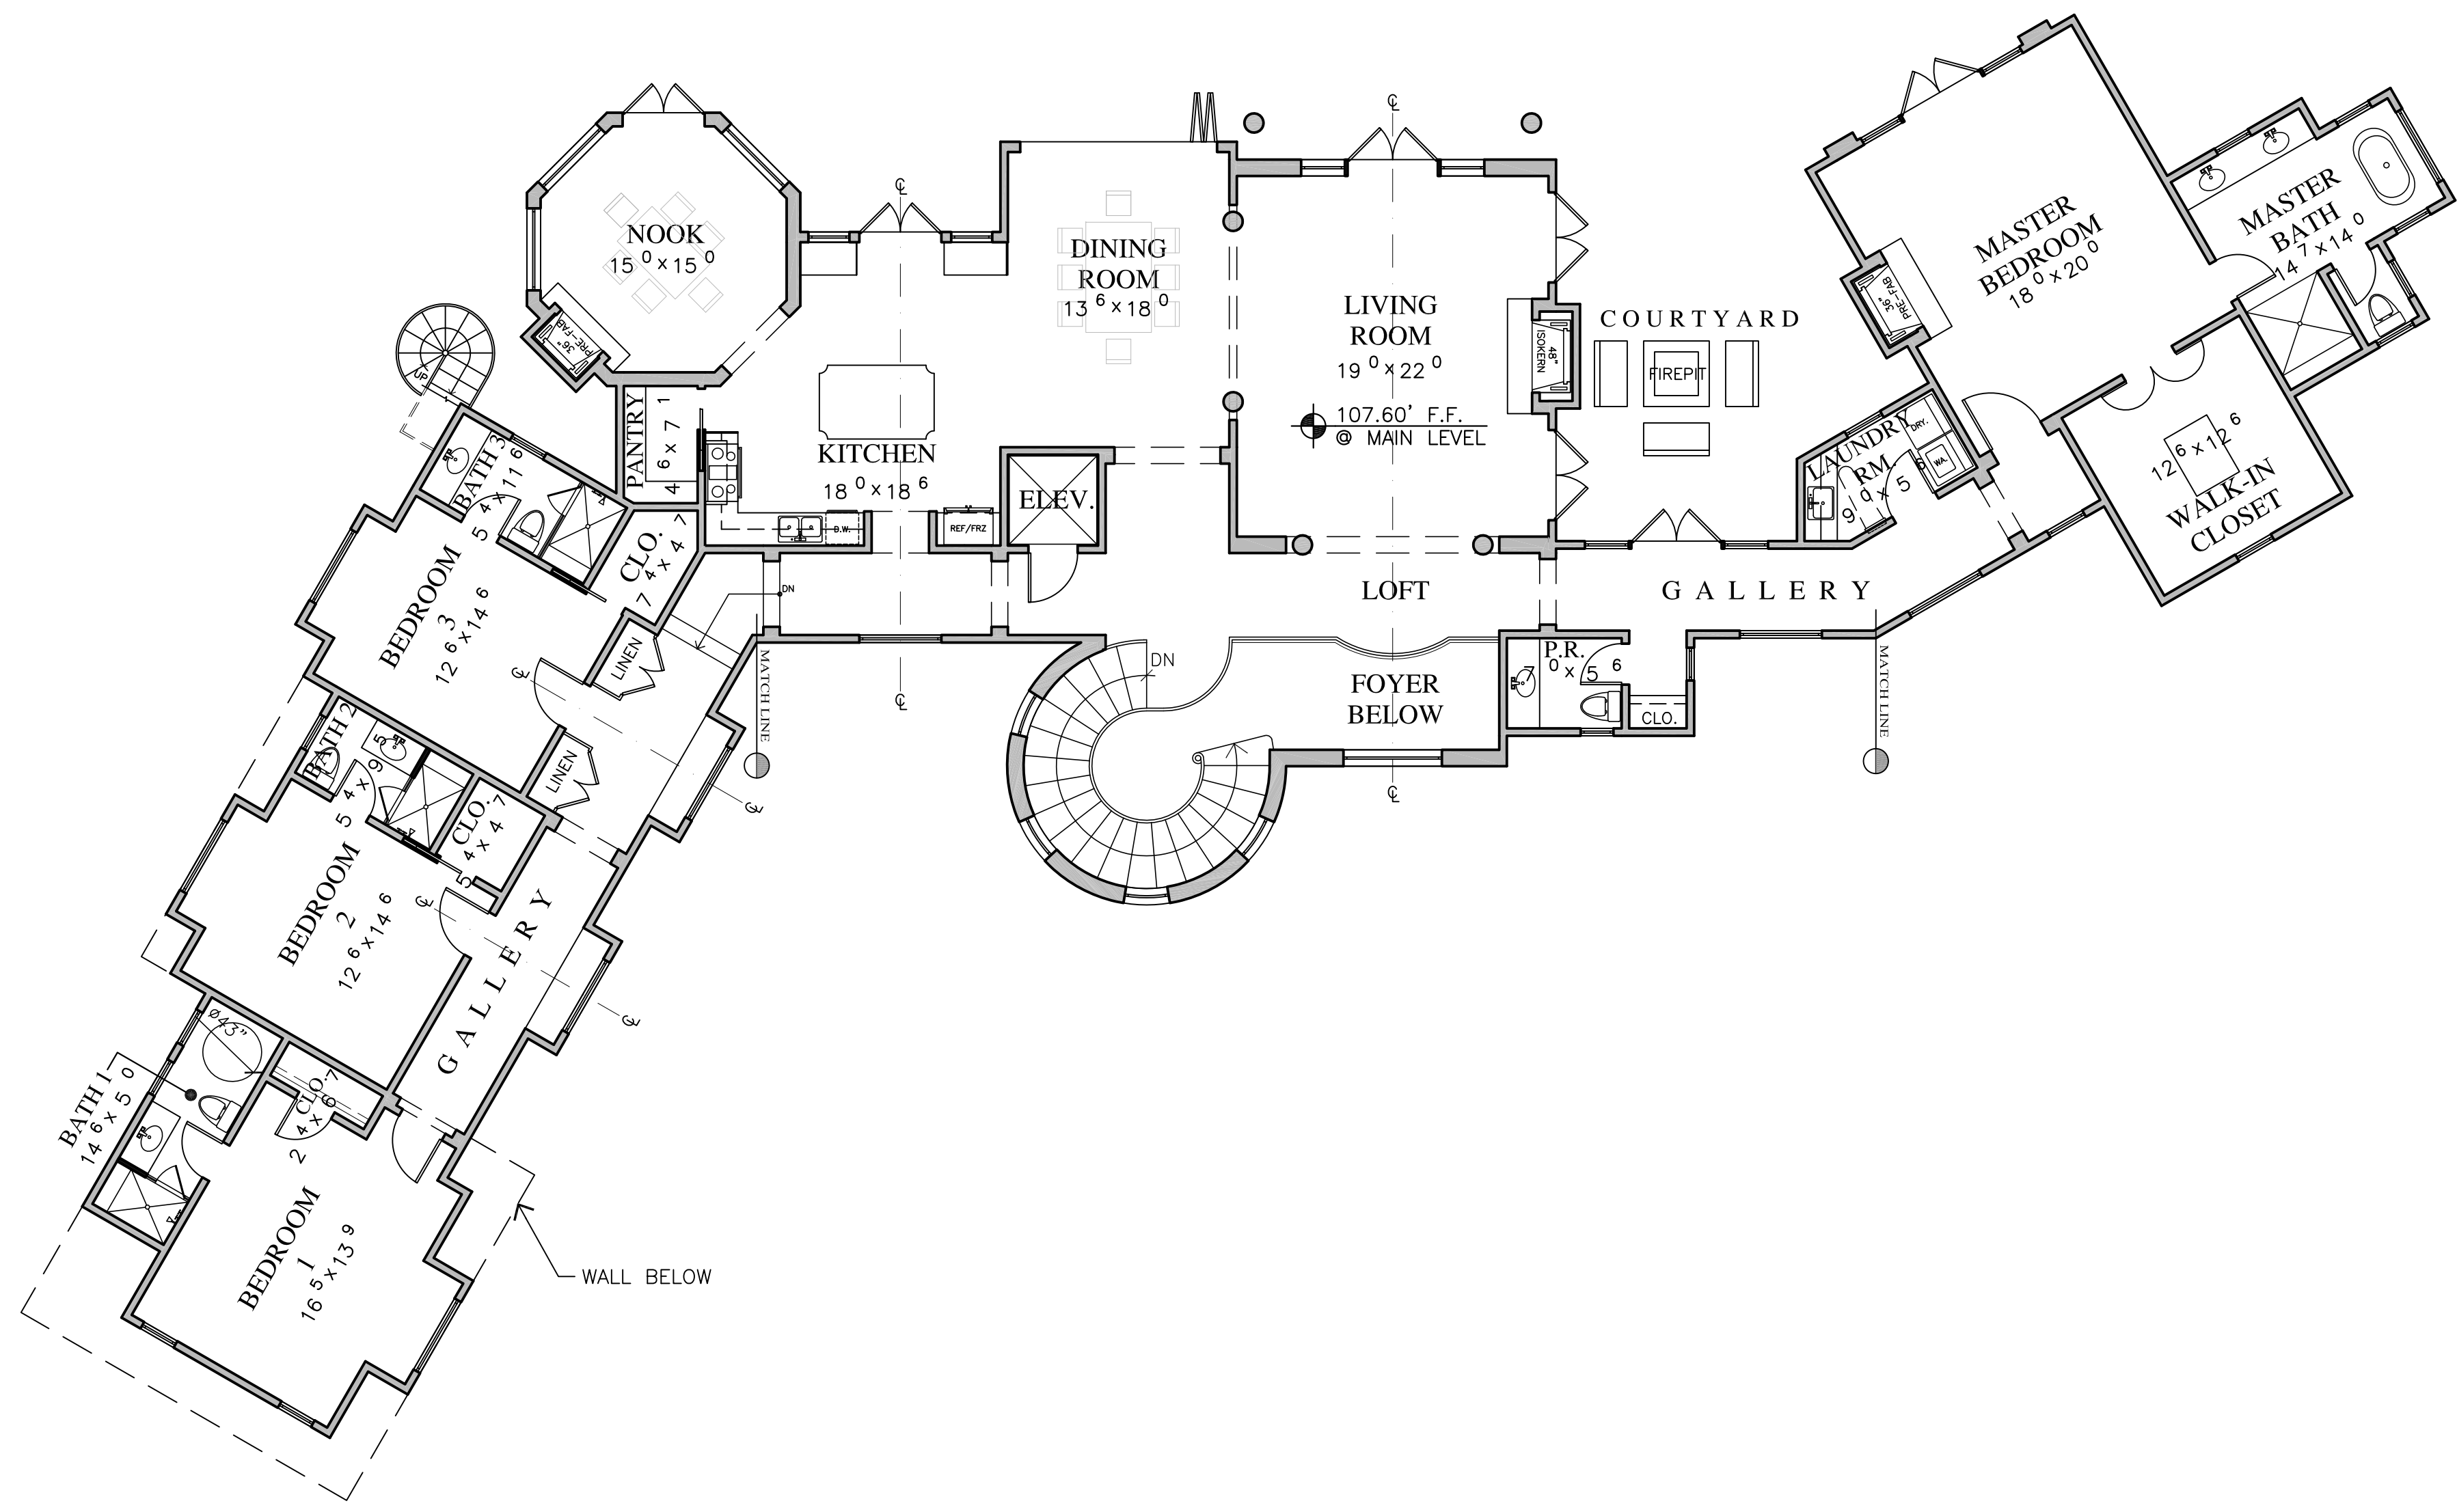 NOOK
15 0 x 15 0
36"
PRE-FAB
UP
DINING
ROOM
13 6 x 18 0
LIVING
ROOM
19 0 x 22 0
107.60' F.F.
@ MAIN LEVEL
48"
ISOKERN
COURTYARD
FIREPIT
MASTER
BEDROOM
18 0 x 20 0
36"
PRE-FAB
MASTER
BATH
14 7 x 14 0
WALK-IN
CLOSET
12 6 x 12 6
LAUNDRY
RM.
9 0 x 5 6
DRY.
WA.
PANTRY
4 6 x 7 1
KITCHEN
18 0 x 18 6
D.W.
REF/FRZ
ELEV.
BATH 3
5 4 x 11 6
CLO.
7 4 x 4 7
BEDROOM
3
12 6 x 14 6
LINEN
DN
LOFT
GALLERY
MATCH LINE
DN
FOYER
BELOW
P.R.
7 0 x 5 6
CLO.
MATCH LINE
BATH 2
5 4 x 9 5
LINEN
CLO.
5 4 x 4 7
BEDROOM
2
12 6 x 14 6
GALLERY
Ø43"
BATH 1
14 6 x 5 0
CLO.
2 4 x 6 7
BEDROOM
1
16 5 x 13 9
WALL BELOW
℄
℄
℄
℄
℄
℄
℄
℄